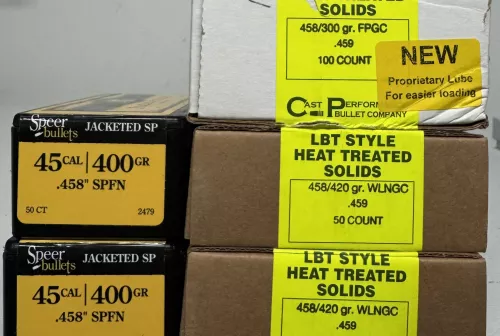 Speer
bullets JACKETED SP
45 CAL 400 GR
.458" SPFN
50 CT 2479
Speer
bullets JACKETED SP
45 CAL 400 GR
.458" SPFN
HEAT TREATED
SOLIDS
458/300 gr. FPGC
.459
100 COUNT
CAST PERFORM
BULLET COMPANY
NEW
Proprietary Lube
For easier loading
LBT STYLE
HEAT TREATED
SOLIDS
458/420 gr. WLNGC
.459
50 COUNT
LBT STYLE
HEAT TREATED
SOLIDS
458/420 gr. WLNGC
.459